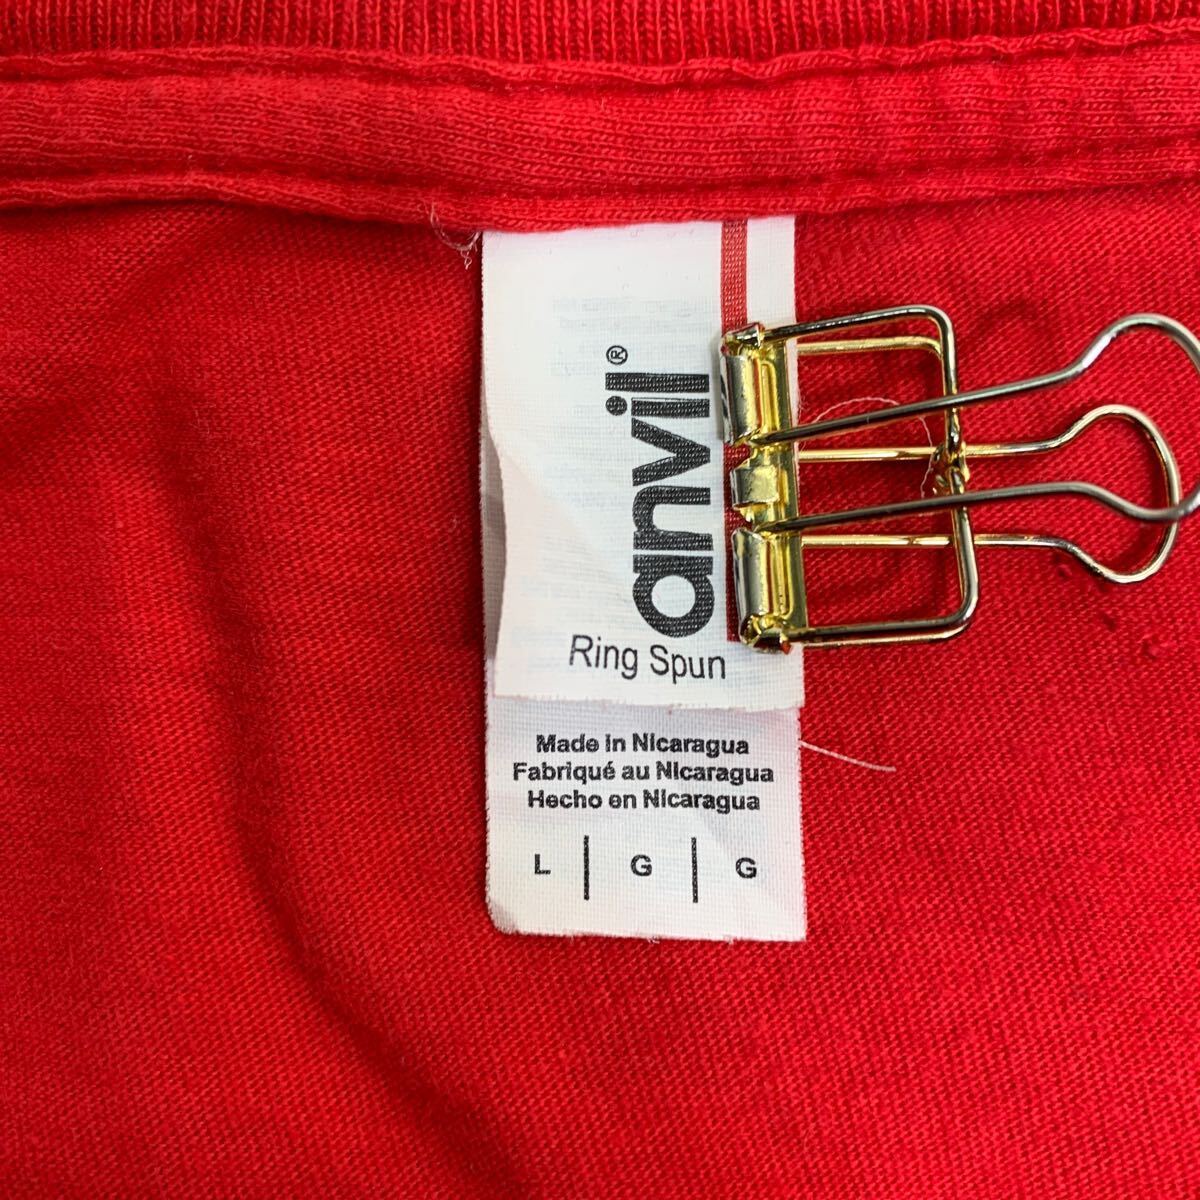 anvil®
Ring Spun
Made in Nicaragua
Fabriqué au Nicaragua
Hecho en Nicaragua
L | G | G